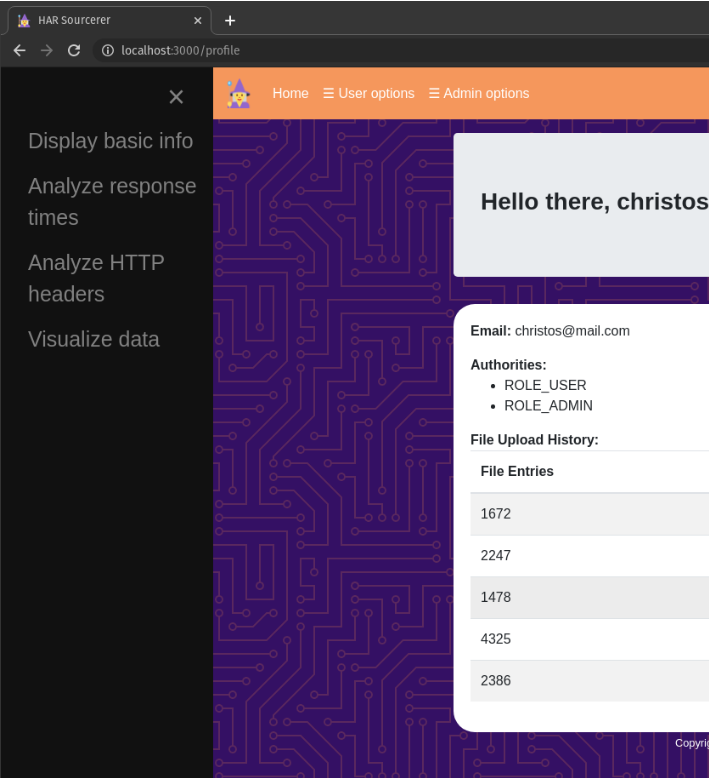 HAR Sourcerer
localhost:3000/profile
Home ☰ User options ☰ Admin options
Display basic info
Analyze response
times
Analyze HTTP
headers
Visualize data
Hello there, christos
Email: christos@mail.com
Authorities:
• ROLE_USER
• ROLE_ADMIN
File Upload History:
File Entries
1672
2247
1478
4325
2386